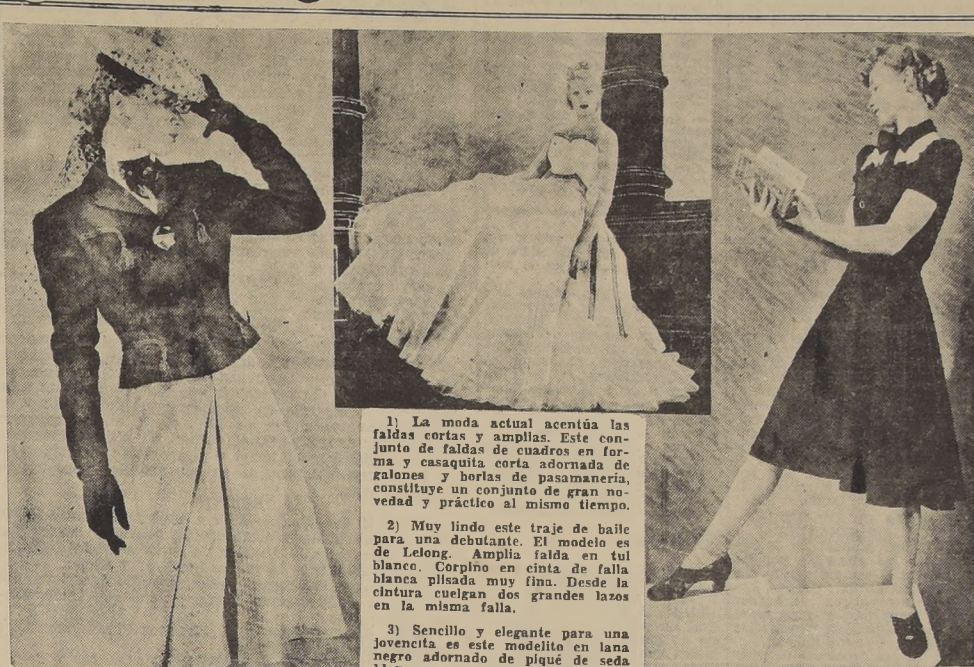 1) La moda actual acentúa las
faldas cortas y amplias. Este con-
junto de faldas de cuadros en for-
ma y casaquita corta adornada de
galones y borlas de pasamanería,
constituye un conjunto de gran no-
vedad y práctico al mismo tiempo.
2) Muy lindo este traje de baile
para una debutante. El modelo es
de Lelong. Amplia falda en tul
blanco. Corpiño en cinta de falla
blanca plisada muy fina. Desde la
cintura cuelgan dos grandes lazos
en la misma falla.
3) Sencillo y elegante para una
jovencita es este modelito en lana
negro adornado de piqué de seda